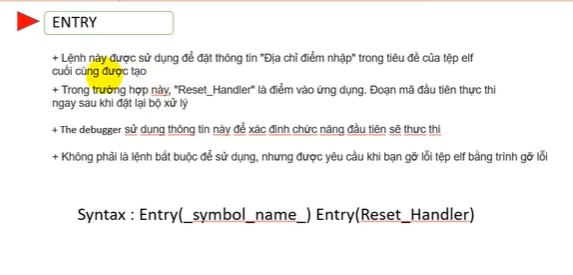 ENTRY
+ Lệnh này được sử dụng để đặt thông tin "Địa chỉ điểm nhập" trong tiêu đề của tệp elf
cuối cùng được tạo
+ Trong trường hợp này, "Reset_Handler" là điểm vào ứng dụng. Đoạn mã đầu tiên thực thi
ngay sau khi đặt lại bộ xử lý
+ The debugger sử dụng thông tin này để xác đinh chức năng đầu tiên sẽ thưc thi
+ Không phải là lệnh bắt buộc để sử dụng, nhưng được yêu cầu khi bạn gỡ lỗi tệp elf bằng trình gỡ lỗi
Syntax : Entry(_symbol_name_) Entry(Reset_Handler)